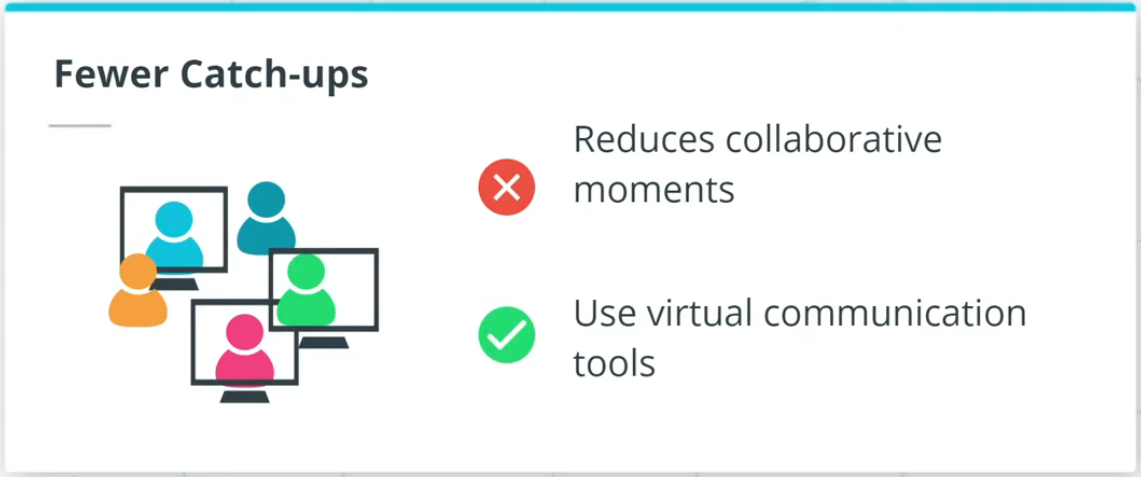 Fewer Catch-ups
Reduces collaborative
moments
Use virtual communication
tools